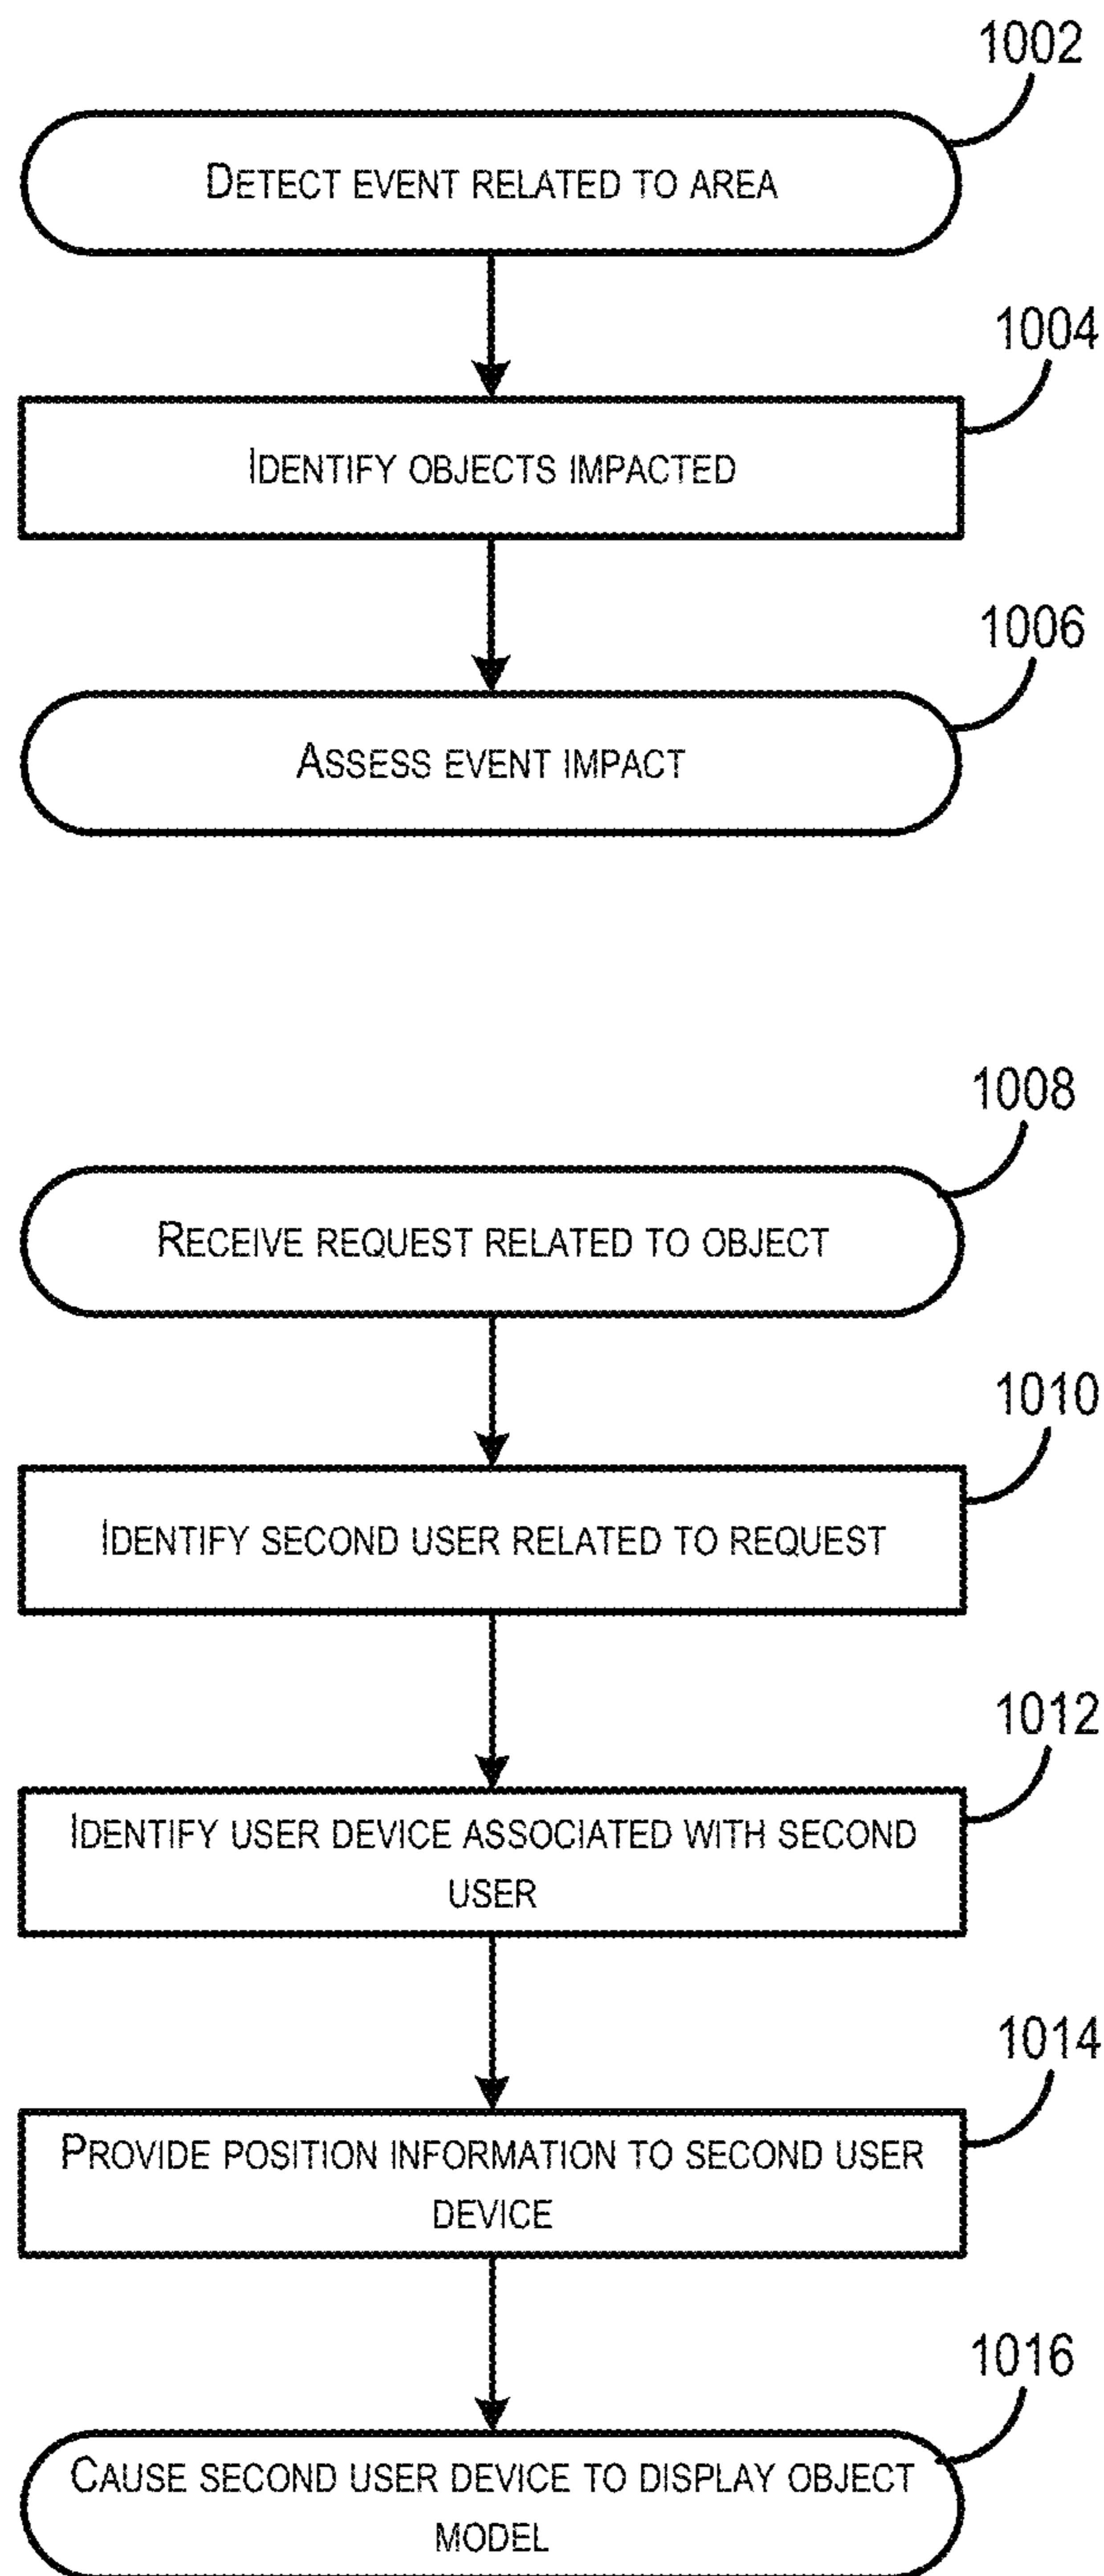 1002
DETECT EVENT RELATED TO AREA
1004
IDENTIFY OBJECTS IMPACTED
1006
ASSESS EVENT IMPACT
1008
RECEIVE REQUEST RELATED TO OBJECT
1010
IDENTIFY SECOND USER RELATED TO REQUEST
1012
IDENTIFY USER DEVICE ASSOCIATED WITH SECOND
USER
1014
PROVIDE POSITION INFORMATION TO SECOND USER
DEVICE
1016
CAUSE SECOND USER DEVICE TO DISPLAY OBJECT
MODEL